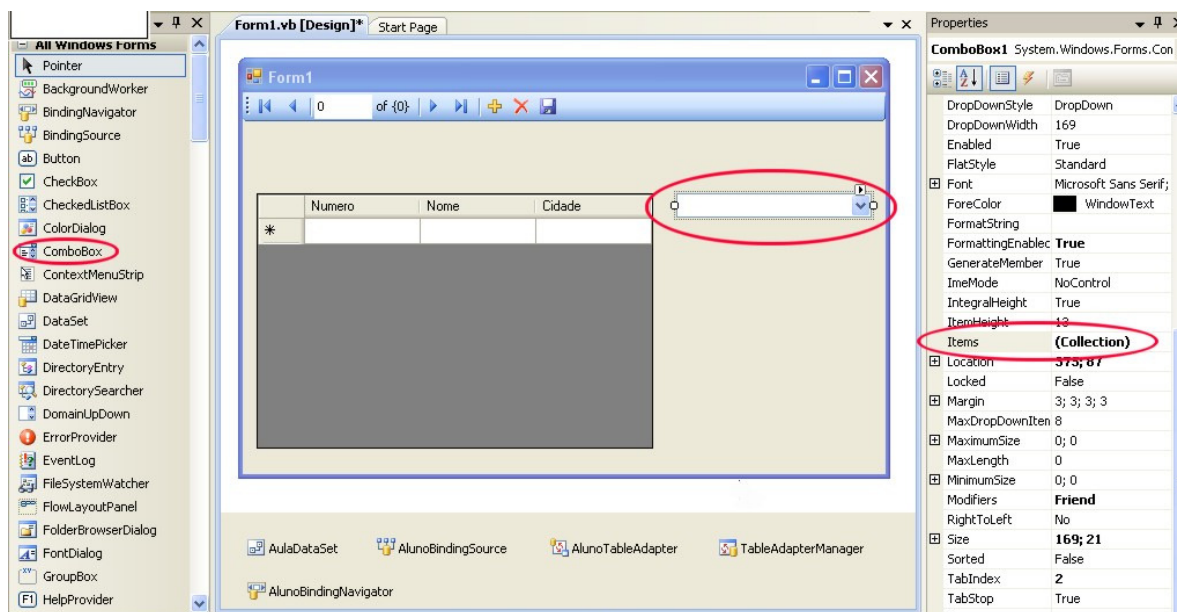 All Windows Forms
Pointer
BackgroundWorker
BindingNavigator
BindingSource
Button
CheckBox
CheckedListBox
ColorDialog
ComboBox
ContextMenuStrip
DataGridView
DataSet
DateTimePicker
DirectoryEntry
DirectorySearcher
DomainUpDown
ErrorProvider
EventLog
FileSystemWatcher
FlowLayoutPanel
FolderBrowserDialog
FontDialog
GroupBox
HelpProvider
Form1.vb [Design]* Start Page
Form1
0 of {0}
Numero Nome Cidade
AulaDataSet AlunoBindingSource AlunoTableAdapter TableAdapterManager
AlunoBindingNavigator
Properties
ComboBox1 System.Windows.Forms.Con
DropDownStyle DropDown
DropDownWidth 169
Enabled True
FlatStyle Standard
Font Microsoft Sans Serif;
ForeColor WindowText
FormatString
FormattingEnablec True
GenerateMember True
ImeMode NoControl
IntegralHeight True
ItemHeight 13
Items (Collection)
Location 375; 87
Locked False
Margin 3; 3; 3; 3
MaxDropDownIten 8
MaximumSize 0; 0
MaxLength 0
MinimumSize 0; 0
Modifiers Friend
RightToLeft No
Size 169; 21
Sorted False
TabIndex 2
TabStop True